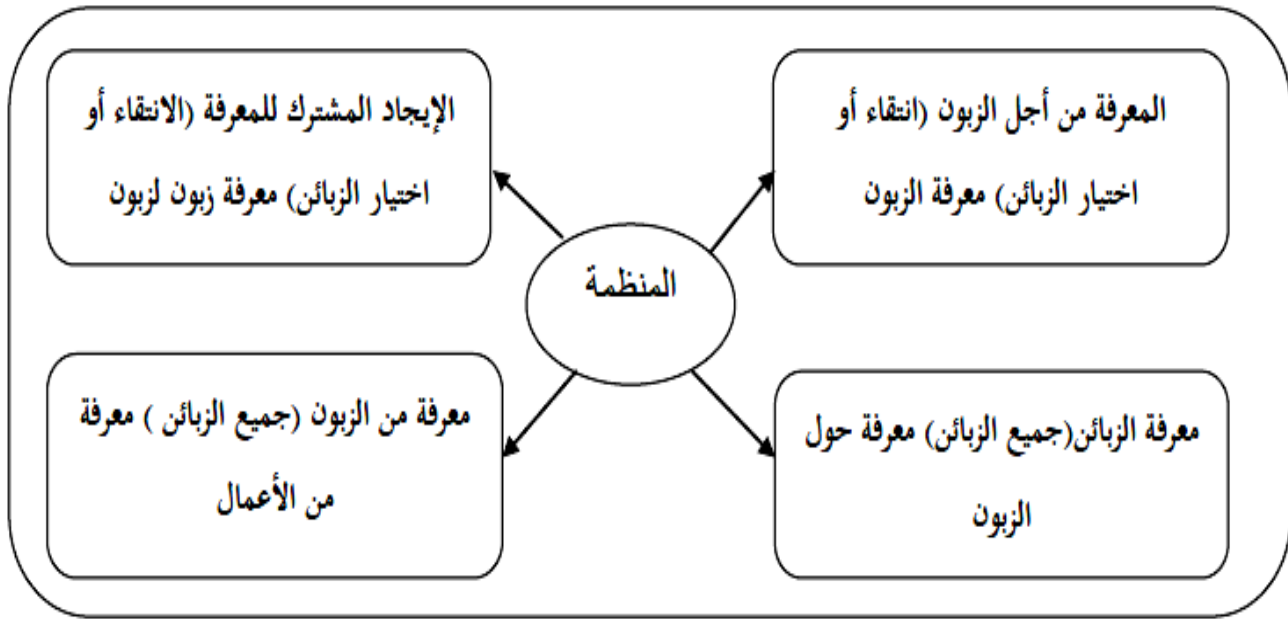 المعرفة من أجل الزبون (انتقاء أو
اختيار الزبائن) معرفة الزبون
الإيجاد المشترك للمعرفة (الانتقاء أو
اختيار الزبائن) معرفة زبون لزبون
المنظمة
معرفة الزبائن(جميع الزبائن) معرفة حول
الزبون
معرفة من الزبون (جميع الزبائن ) معرفة
من الأعمال